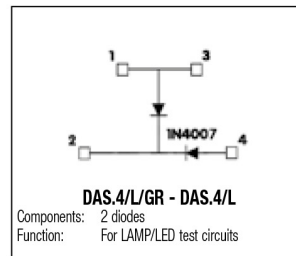 1 3
1N4007
2 4
DAS.4/L/GR - DAS.4/L
Components: 2 diodes
Function: For LAMP/LED test circuits